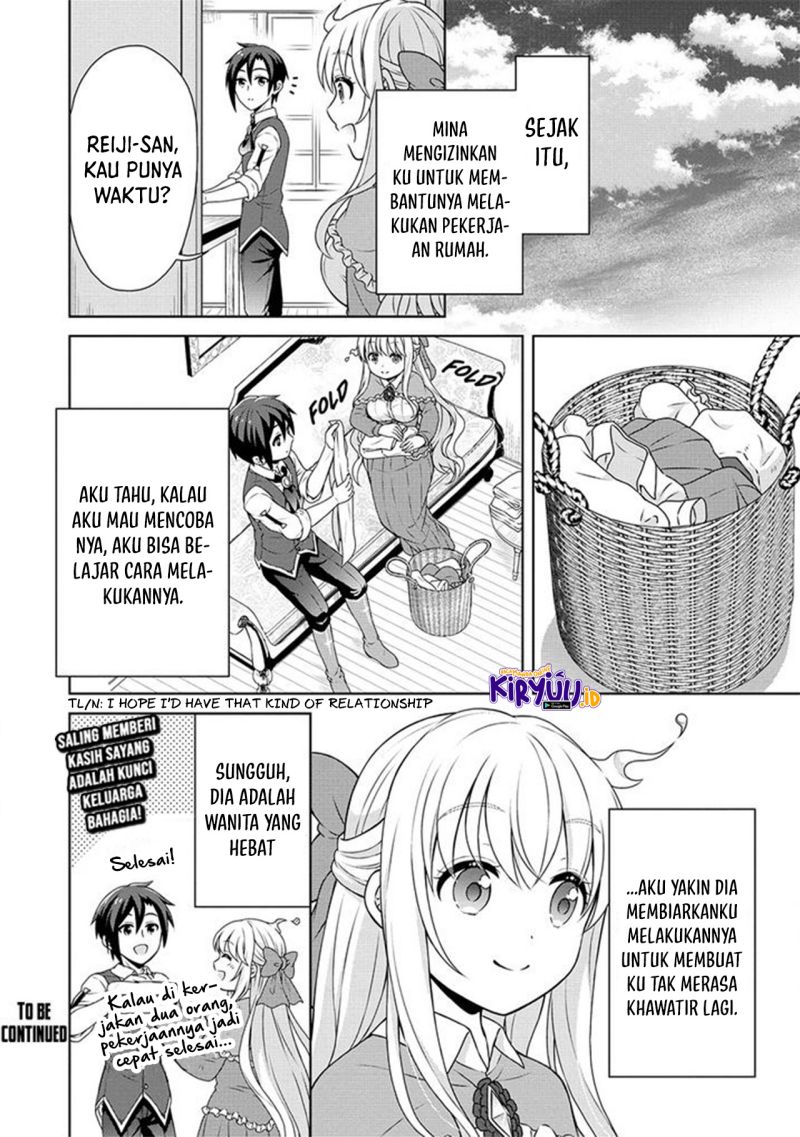 SEJAK
ITU,
MINA
MENGIZINKAN
KU UNTUK MEM-
BANTUNYA MELA-
KUKAN PEKERJA-
AN RUMAH.
REIJI-SAN,
KAU PUNYA
WAKTU?
FOLD
FOLD
AKU TAHU, KALAU
AKU MAU MENCOBA
NYA, AKU BISA BE-
LAJAR CARA MELA-
KUKANNYA.
KIRYUU.ID
TL/N: I HOPE I'D HAVE THAT KIND OF RELATIONSHIP
...AKU YAKIN DIA
MEMBIARKANKU
MELAKUKANNYA
UNTUK MEMBUAT
KU TAK MERASA
KHAWATIR LAGI.
SUNGGUH,
DIA ADALAH
WANITA YANG
HEBAT
SALING MEMBERI
KASIH SAYANG
ADALAH KUNCI
KELUARGA
BAHAGIA!
Selesai!
Kalau di ker-
jakan dua orang,
pekerjaannya jadi
cepat selesai...
TO BE
CONTINUED